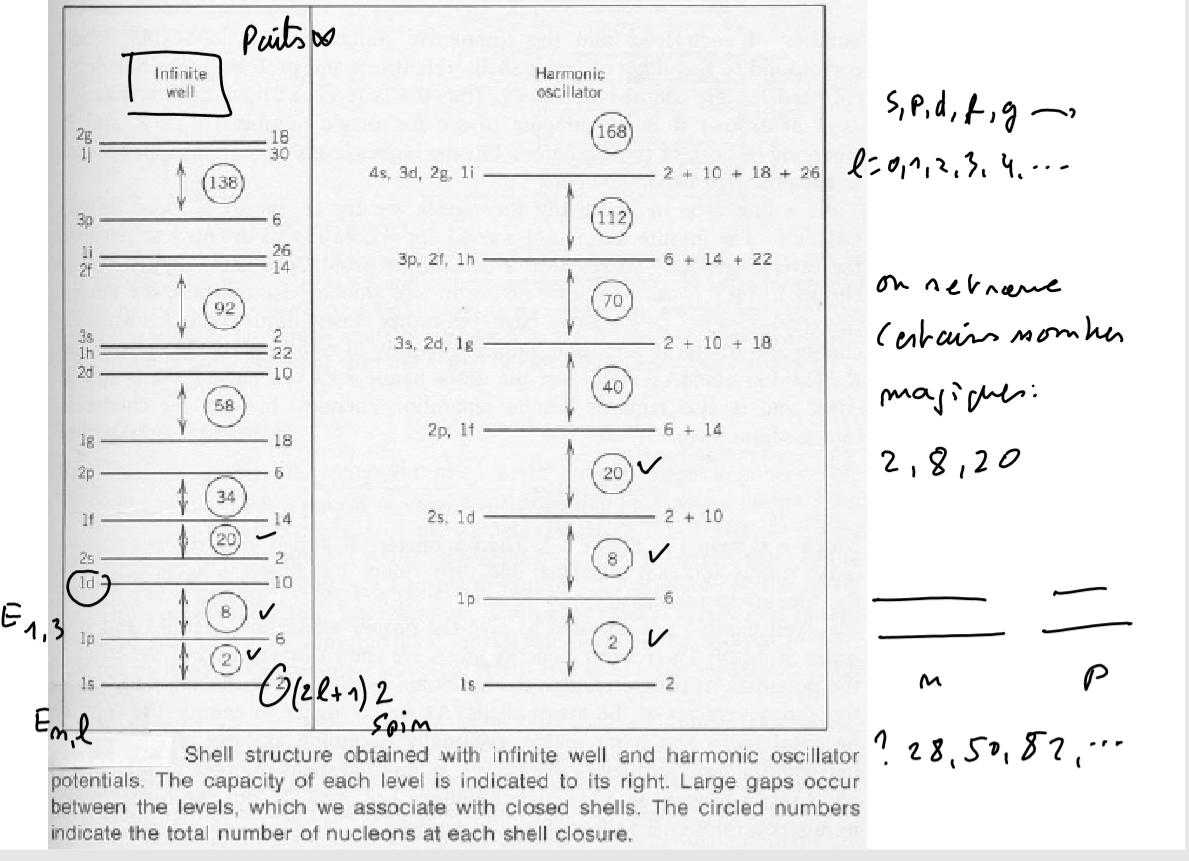 Puits ∞
Infinite
well
2g 18
1j 30
138
3p 6
1i 26
2f 14
92
3s 2
1h 22
2d 10
58
1g 18
2p 6
34
1f 14
20
2s 2
1d 10
8
E1,3
1p 6
2
1s 2
(2l+1) 2
spin
En,l
Harmonic
oscillator
168
4s, 3d, 2g, 1i 2 + 10 + 18 + 26
112
3p, 2f, 1h 6 + 14 + 22
70
3s, 2d, 1g 2 + 10 + 18
40
2p, 1f 6 + 14
20
2s, 1d 2 + 10
8
1p 6
2
1s 2
s, p, d, f, g →
l = 0, 1, 2, 3, 4, ...
on retrouve
certains nombres
magiques:
2, 8, 20
n p
? 28, 50, 82, ...
Shell structure obtained with infinite well and harmonic oscillator
potentials. The capacity of each level is indicated to its right. Large gaps occur
between the levels, which we associate with closed shells. The circled numbers
indicate the total number of nucleons at each shell closure.